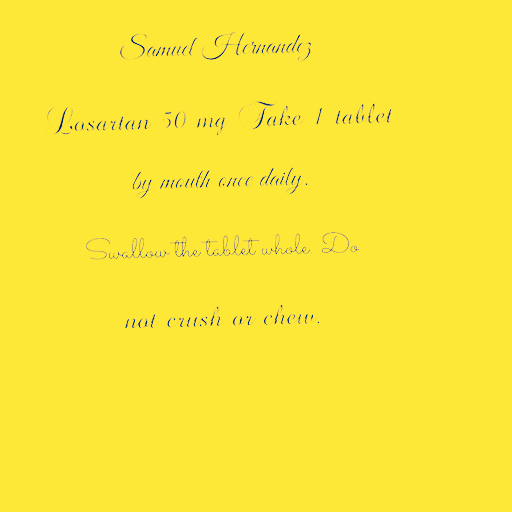 Samuel Hernandez
Losartan 50 mg Take 1 tablet
by mouth once daily.
Swallow the tablet whole. Do
not crush or chew.